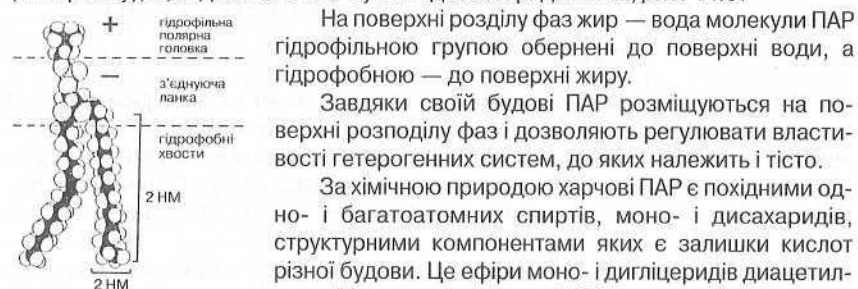 +
гідрофільна
полярна
головка
−
з'єднуюча
ланка
гідрофобні
хвости
2 НМ
2 НМ
На поверхні розділу фаз жир — вода молекули ПАР
гідрофільною групою обернені до поверхні води, а
гідрофобною — до поверхні жиру.
Завдяки своїй будові ПАР розміщуються на по-
верхні розподілу фаз і дозволяють регулювати власти-
вості гетерогенних систем, до яких належить і тісто.
За хімічною природою харчові ПАР є похідними од-
но- і багатоатомних спиртів, моно- і дисахаридів,
структурними компонентами яких є залишки кислот
різної будови. Це ефіри моно- і дигліцеридів диацетил-